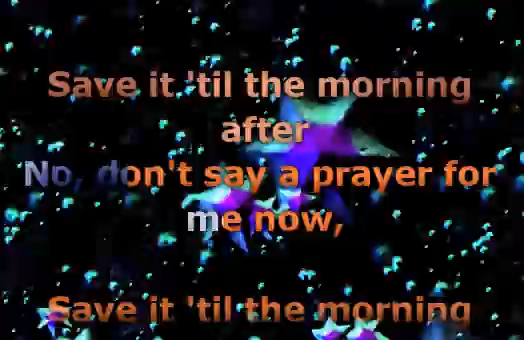 Save it 'til the morning
after
No, don't say a prayer for
me now,
Save it 'til the morning